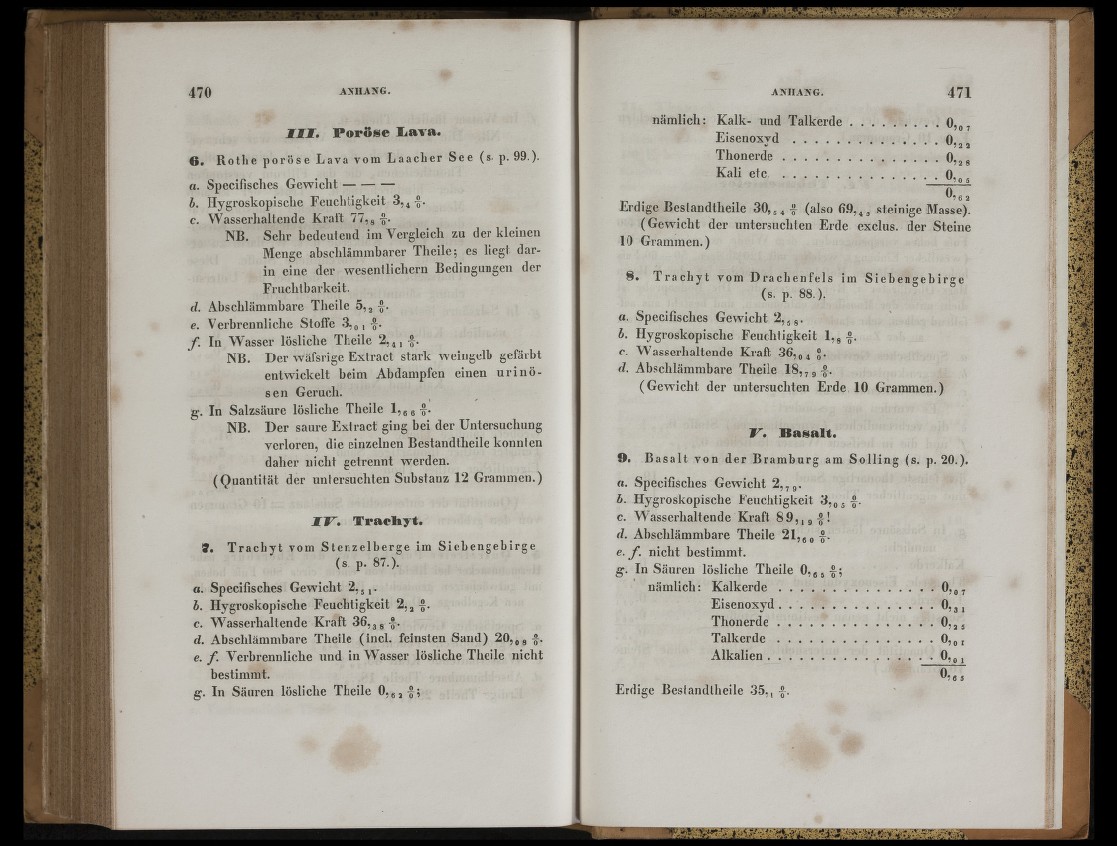 470 ANHANG.
III. Poröse Lava.
6. Rothe poröse Lava vom Laacher See (s. p. 99.).
a. Specifisches Gewicht — — —
b. Hygroskopische Feuchtigkeit 3,4 %.
c. Wasserhaltende Kraft 77,8 %.
NB. Sehr bedeutend im Vergleich zu der kleinen
Menge abschlämmbarer Theile; es liegt dar-
in eine der wesentlichern Bedingungen der
Fruchtbarkeit.
d. Abschlämmbare Theile 5,2 %.
e. Verbrennliche Stoffe 3,01 %.
f. In Wasser lösliche Theile 2,41 %.
NB. Der wäfsrige Extract stark weingelb gefärbt
entwickelt beim Abdampfen einen urinö-
sen Geruch.
g. In Salzsäure lösliche Theile 1,66 %.
NB. Der saure Extract ging bei der Untersuchung
verloren, die einzelnen Bestandtheile konnten
daher nicht getrennt werden.
(Quantität der untersuchten Substanz 12 Grammen.)
IV. Trachyt.
7. Trachyt vom Stenzelberge im Siebengebirge
(s p. 87.).
a. Specifisches Gewicht 2,51.
b. Hygroskopische Feuchtigkeit 2,2 %.
c. Wasserhaltende Kraft 36,38 %.
d. Abschlämmbare Theile (incl. feinsten Sand) 20,08 %.
e. f. Verbrennliche und in Wasser lösliche Theile nicht
bestimmt.
g. In Säuren lösliche Theile 0,62 %;
ANHANG. 471
nämlich: Kalk- und Talkerde . . . . . . . . . 0,07
Eisenoxyd . . . . . . . . . . . . . . 0,22
Thonerde . . . . . . . . . . . . . . . 0,28
Kali etc. . . . . . . . . . . . . . . . 0,05
0,62
Erdige Bestandtheile 30,54 % (also 69,42 steinige Masse).
(Gewicht der untersuchten Erde exclus. der Steine
10 Grammen.)
8. Trachyt vom Drachenfels im Siebengebirge
(s. p. 88.).
a. Specifisches Gewicht 2,58.
b. Hygroskopische Feuchtigkeit 1,8 %.
c. Wasserhaltende Kraft 36,04 %.
d. Abschlämmbare Theile 18,79 %.
(Gewicht der untersuchten Erde 10 Grammen.)
V. Basalt.
9. Basalt von der Bramburg am Solling (s. p. 20.).
a. Specifisches Gewicht 2,79.
b. Hygroskopische Feuchtigkeit 3,05 %.
c. Wasserhaltende Kraft 89,19 %!
d. Abschlämmbare Theile 21,60 %.
e. f. nicht bestimmt.
g. In Säuren lösliche Theile 0,65 %;
nämlich: Kalkerde . . . . . . . . . . . . . . . 0,07
Eisenoxyd . . . . . . . . . . . . . . . 0,31
Thonerde . . . . . . . . . . . . . . . 0,25
Talkerde . . . . . . . . . . . . . . . 0,01
Alkalien . . . . . . . . . . . . . . . . 0,01
0,65
Erdige Bestandtheile 35,1 %.